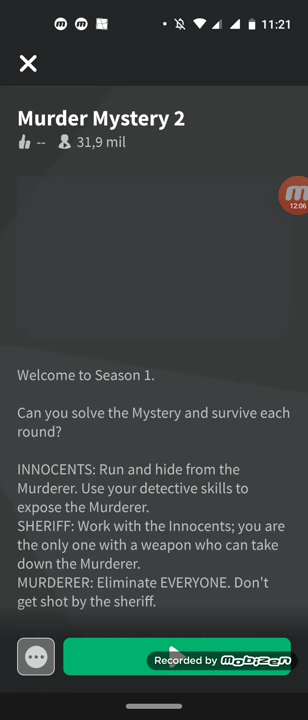 11:21
Murder Mystery 2
-- 31,9 mil
12:06
Welcome to Season 1.
Can you solve the Mystery and survive each
round?
INNOCENTS: Run and hide from the
Murderer. Use your detective skills to
expose the Murderer.
SHERIFF: Work with the Innocents; you are
the only one with a weapon who can take
down the Murderer.
MURDERER: Eliminate EVERYONE. Don't
get shot by the sheriff.
Recorded by mobizen